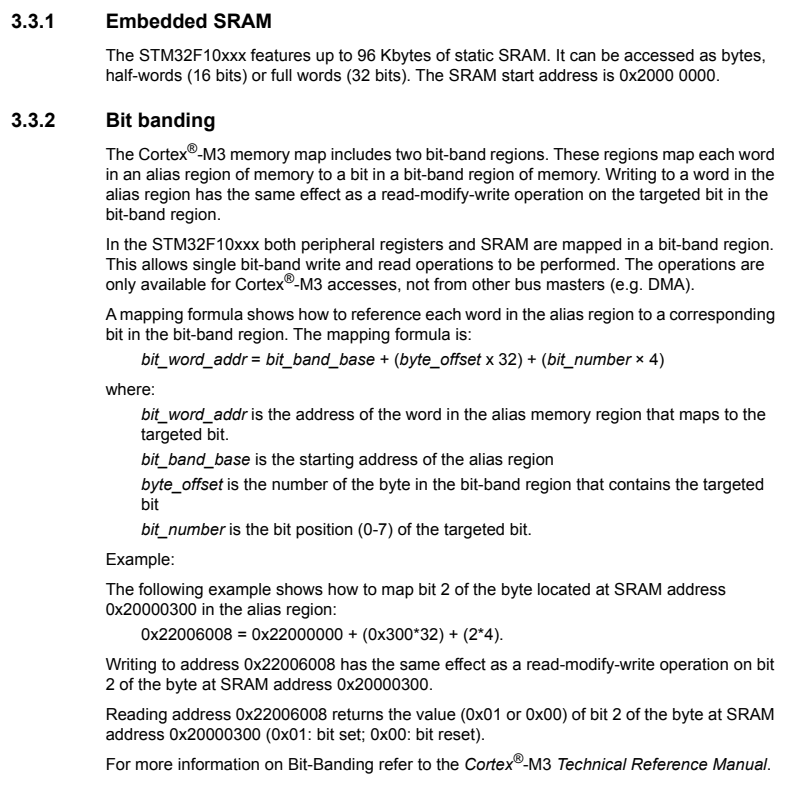 3.3.1 Embedded SRAM
The STM32F10xxx features up to 96 Kbytes of static SRAM. It can be accessed as bytes,
half-words (16 bits) or full words (32 bits). The SRAM start address is 0x2000 0000.
3.3.2 Bit banding
The Cortex®-M3 memory map includes two bit-band regions. These regions map each word
in an alias region of memory to a bit in a bit-band region of memory. Writing to a word in the
alias region has the same effect as a read-modify-write operation on the targeted bit in the
bit-band region.
In the STM32F10xxx both peripheral registers and SRAM are mapped in a bit-band region.
This allows single bit-band write and read operations to be performed. The operations are
only available for Cortex®-M3 accesses, not from other bus masters (e.g. DMA).
A mapping formula shows how to reference each word in the alias region to a corresponding
bit in the bit-band region. The mapping formula is:
bit_word_addr = bit_band_base + (byte_offset x 32) + (bit_number × 4)
where:
bit_word_addr is the address of the word in the alias memory region that maps to the
targeted bit.
bit_band_base is the starting address of the alias region
byte_offset is the number of the byte in the bit-band region that contains the targeted
bit
bit_number is the bit position (0-7) of the targeted bit.
Example:
The following example shows how to map bit 2 of the byte located at SRAM address
0x20000300 in the alias region:
0x22006008 = 0x22000000 + (0x300*32) + (2*4).
Writing to address 0x22006008 has the same effect as a read-modify-write operation on bit
2 of the byte at SRAM address 0x20000300.
Reading address 0x22006008 returns the value (0x01 or 0x00) of bit 2 of the byte at SRAM
address 0x20000300 (0x01: bit set; 0x00: bit reset).
For more information on Bit-Banding refer to the Cortex®-M3 Technical Reference Manual.